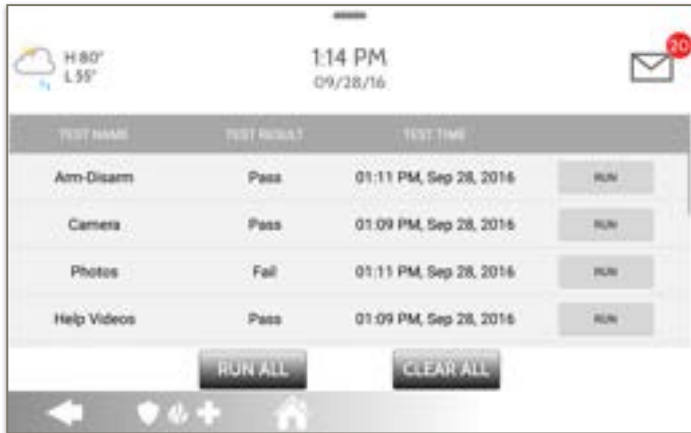 H 80°
L 55°
1:14 PM
09/28/16
20
TEST NAME TEST RESULT TEST TIME
Arm-Disarm Pass 01:11 PM, Sep 28, 2016 RUN
Camera Pass 01:09 PM, Sep 28, 2016 RUN
Photos Fail 01:11 PM, Sep 28, 2016 RUN
Help Videos Pass 01:09 PM, Sep 28, 2016 RUN
RUN ALL CLEAR ALL